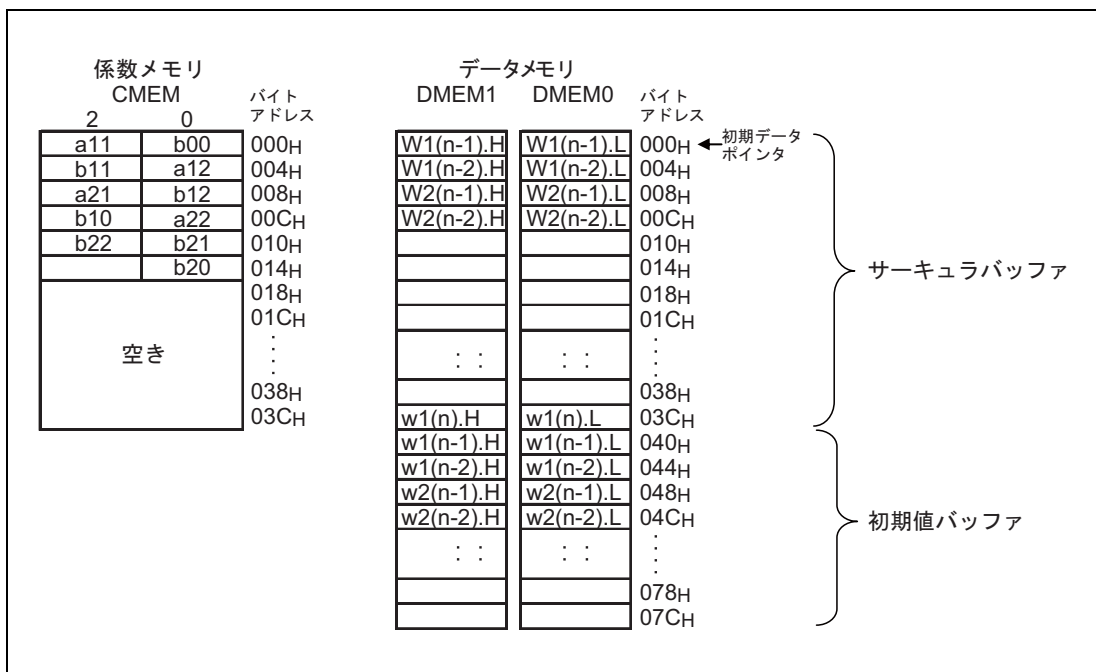 係数メモリ
CMEM
2 0
バイト
アドレス
a11 b00 000H
b11 a12 004H
a21 b12 008H
b10 a22 00CH
b22 b21 010H
b20 014H
018H
01CH
空き
:
:
038H
03CH
データメモリ
DMEM1 DMEM0
バイト
アドレス
W1(n-1).H W1(n-1).L 000H
初期データ
ポインタ
W1(n-2).H W1(n-2).L 004H
W2(n-1).H W2(n-1).L 008H
W2(n-2).H W2(n-2).L 00CH
010H
014H
018H
01CH
: : : : :
038H
w1(n).H w1(n).L 03CH
サーキュラバッファ
w1(n-1).H w1(n-1).L 040H
w1(n-2).H w1(n-2).L 044H
w2(n-1).H w2(n-1).L 048H
w2(n-2).H w2(n-2).L 04CH
: : : : :
078H
07CH
初期値バッファ